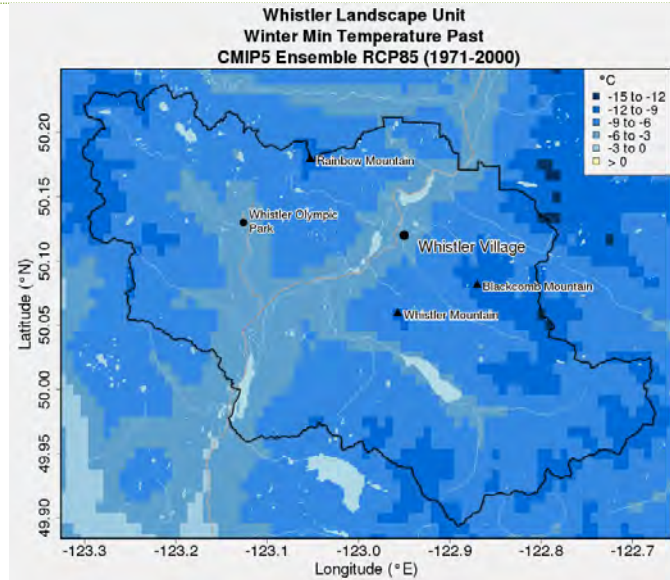 Whistler Landscape Unit
Winter Min Temperature Past
CMIP5 Ensemble RCP85 (1971-2000)
°C
-15 to -12
-12 to -9
-9 to -6
-6 to -3
-3 to 0
> 0
Rainbow Mountain
Whistler Olympic
Park
Whistler Village
Blackcomb Mountain
Whistler Mountain
Latitude (°N)
50.20
50.15
50.10
50.05
50.00
49.95
49.90
-123.3
-123.2
-123.1
-123.0
-122.9
-122.8
-122.7
Longitude (°E)